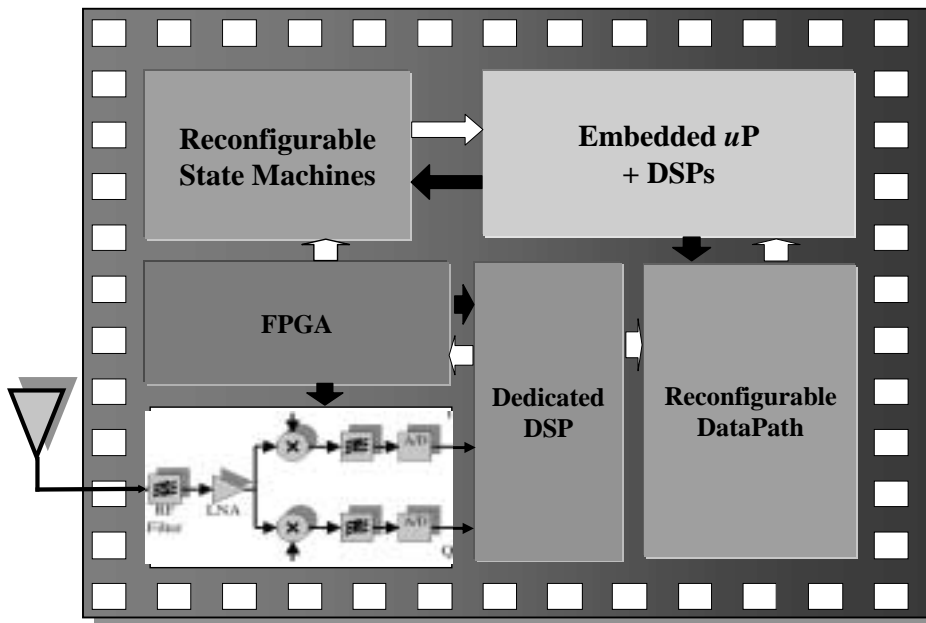 Reconfigurable
State Machines
Embedded uP
+ DSPs
FPGA
Dedicated
DSP
Reconfigurable
DataPath
A/D
RF
Filter
LNA
A/D
Q